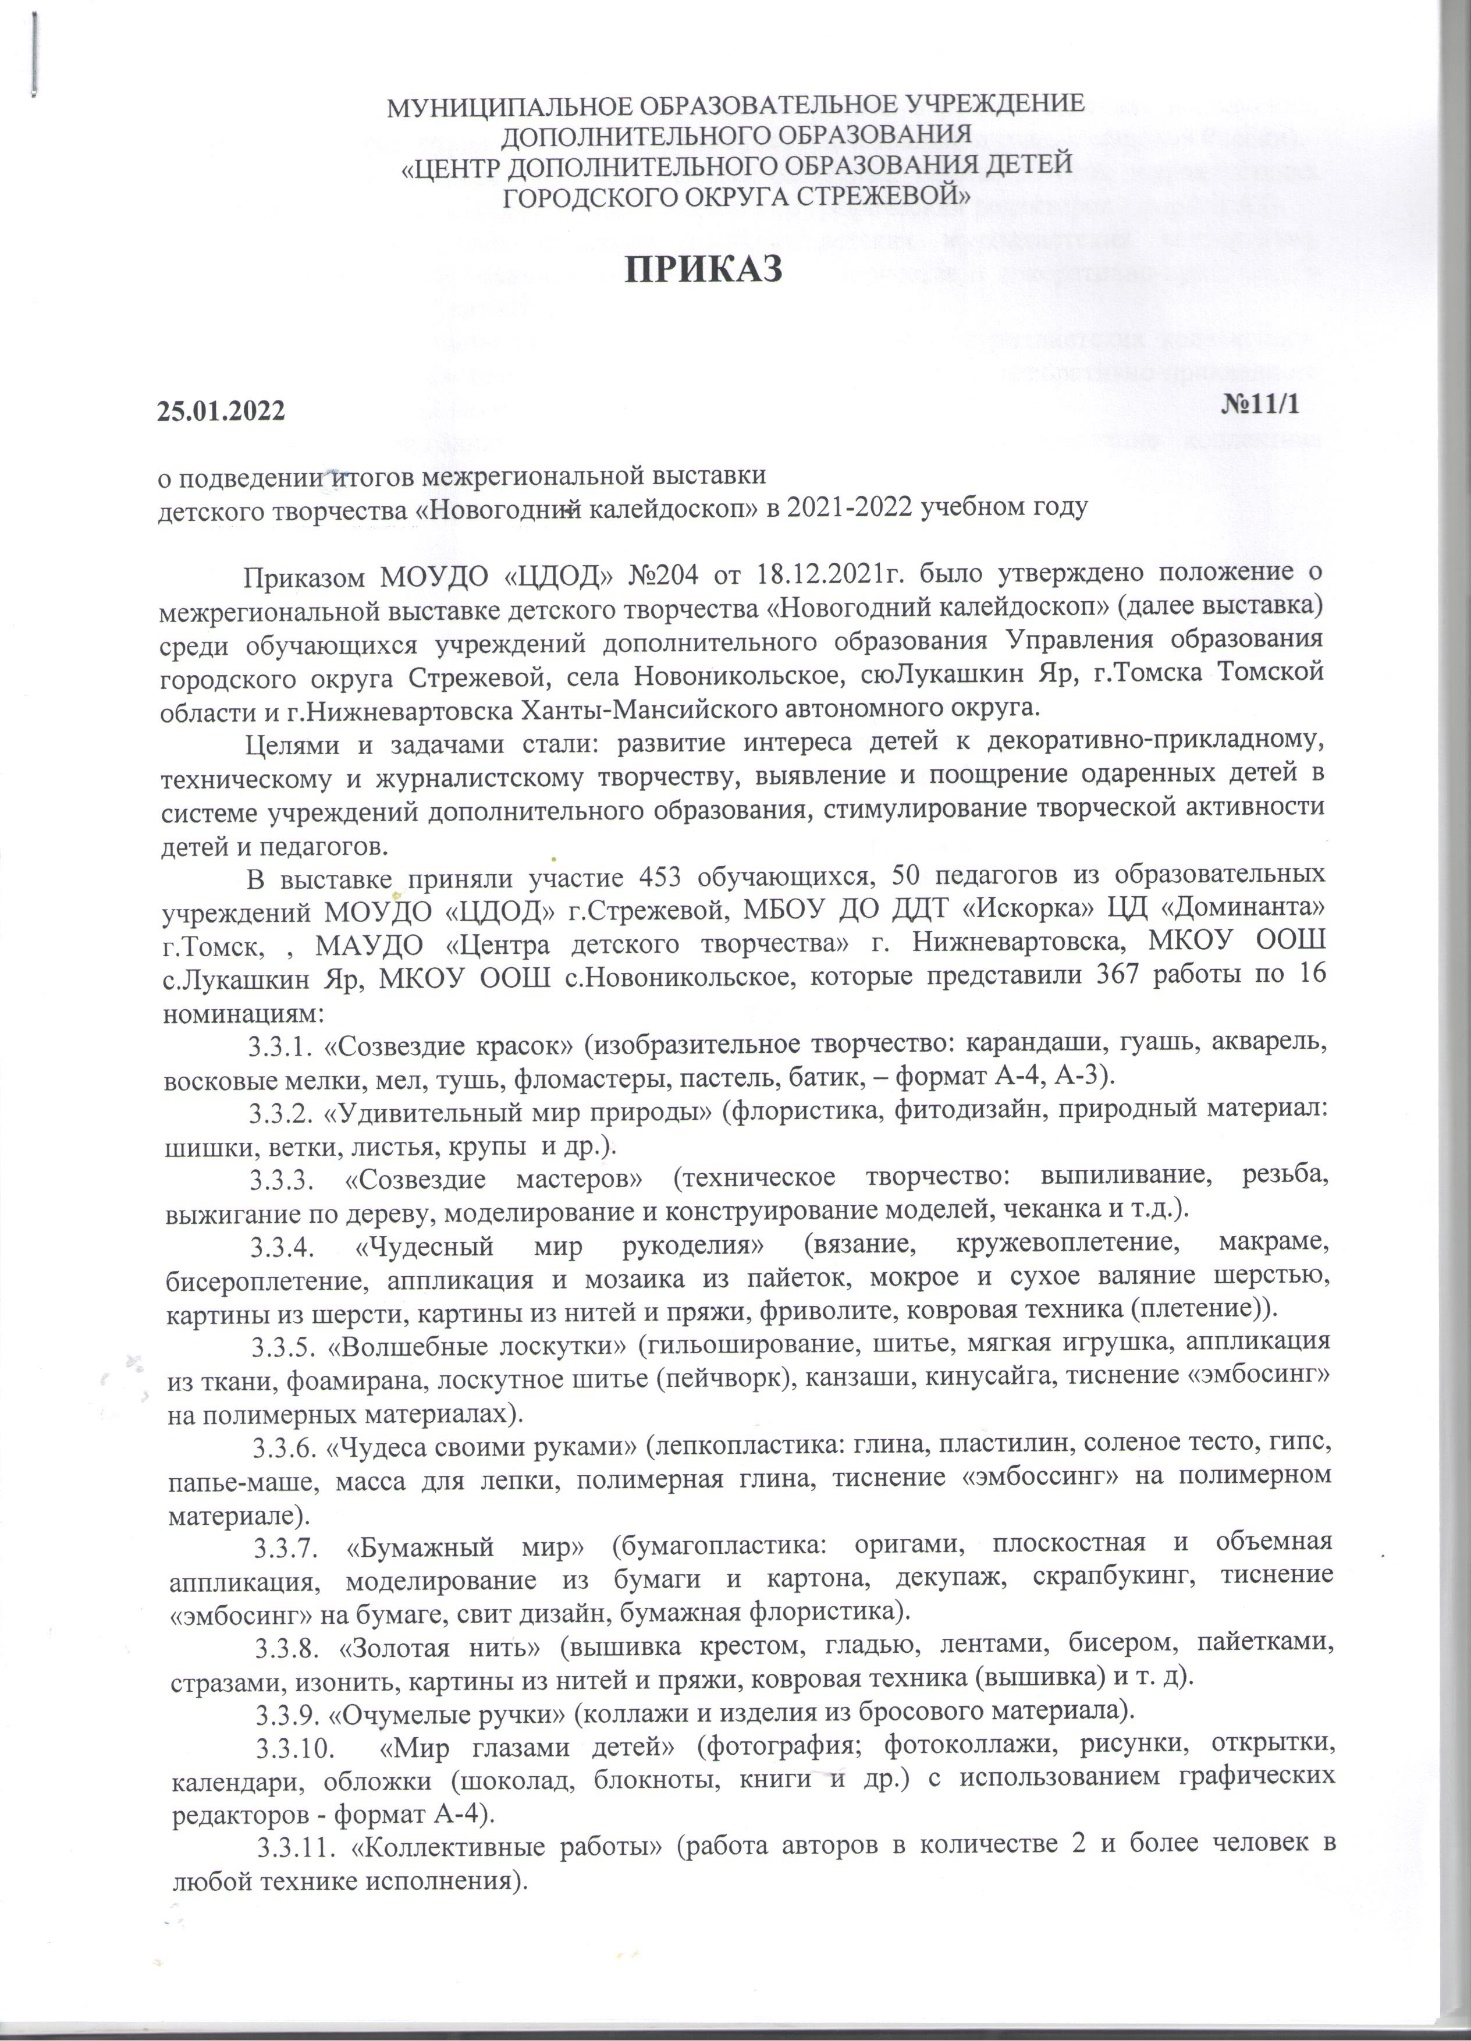 МУНИЦИПАЛЬНОЕ ОБРАЗОВАТЕЛЬНОЕ УЧРЕЖДЕНИЕ
ДОПОЛНИТЕЛЬНОГО ОБРАЗОВАНИЯ
«ЦЕНТР ДОПОЛНИТЕЛЬНОГО ОБРАЗОВАНИЯ ДЕТЕЙ
ГОРОДСКОГО ОКРУГА СТРЕЖЕВОЙ»
ПРИКАЗ
25.01.2022 №11/1
о подведении итогов межрегиональной выставки
детского творчества «Новогодний калейдоскоп» в 2021-2022 учебном году
Приказом МОУДО «ЦДОД» №204 от 18.12.2021г. было утверждено положение о
межрегиональной выставке детского творчества «Новогодний калейдоскоп» (далее выставка)
среди обучающихся учреждений дополнительного образования Управления образования
городского округа Стрежевой, села Новоникольское, сюЛукашкин Яр, г.Томска Томской
области и г.Нижневартовска Ханты-Мансийского автономного округа.
Целями и задачами стали: развитие интереса детей к декоративно-прикладному,
техническому и журналистскому творчеству, выявление и поощрение одаренных детей в
системе учреждений дополнительного образования, стимулирование творческой активности
детей и педагогов.
В выставке приняли участие 453 обучающихся, 50 педагогов из образовательных
учреждений МОУДО «ЦДОД» г.Стрежевой, МБОУ ДО ДДТ «Искорка» ЦД «Доминанта»
г.Томск, , МАУДО «Центра детского творчества» г. Нижневартовска, МКОУ ООШ
с.Лукашкин Яр, МКОУ ООШ с.Новоникольское, которые представили 367 работы по 16
номинациям:
3.3.1. «Созвездие красок» (изобразительное творчество: карандаши, гуашь, акварель,
восковые мелки, мел, тушь, фломастеры, пастель, батик, – формат А-4, А-3).
3.3.2. «Удивительный мир природы» (флористика, фитодизайн, природный материал:
шишки, ветки, листья, крупы и др.).
3.3.3. «Созвездие мастеров» (техническое творчество: выпиливание, резьба,
выжигание по дереву, моделирование и конструирование моделей, чеканка и т.д.).
3.3.4. «Чудесный мир рукоделия» (вязание, кружевоплетение, макраме,
бисероплетение, аппликация и мозаика из пайеток, мокрое и сухое валяние шерстью,
картины из шерсти, картины из нитей и пряжи, фриволите, ковровая техника (плетение)).
3.3.5. «Волшебные лоскутки» (гильоширование, шитье, мягкая игрушка, аппликация
из ткани, фоамирана, лоскутное шитье (пейчворк), канзаши, кинусайга, тиснение «эмбосинг»
на полимерных материалах).
3.3.6. «Чудеса своими руками» (лепкопластика: глина, пластилин, соленое тесто, гипс,
папье-маше, масса для лепки, полимерная глина, тиснение «эмбоссинг» на полимерном
материале).
3.3.7. «Бумажный мир» (бумагопластика: оригами, плоскостная и объемная
аппликация, моделирование из бумаги и картона, декупаж, скрапбукинг, тиснение
«эмбосинг» на бумаге, свит дизайн, бумажная флористика).
3.3.8. «Золотая нить» (вышивка крестом, гладью, лентами, бисером, пайетками,
стразами, изонить, картины из нитей и пряжи, ковровая техника (вышивка) и т. д).
3.3.9. «Очумелые ручки» (коллажи и изделия из бросового материала).
3.3.10. «Мир глазами детей» (фотография; фотоколлажи, рисунки, открытки,
календари, обложки (шоколад, блокноты, книги и др.) с использованием графических
редакторов - формат А-4).
3.3.11. «Коллективные работы» (работа авторов в количестве 2 и более человек в
любой технике исполнения).